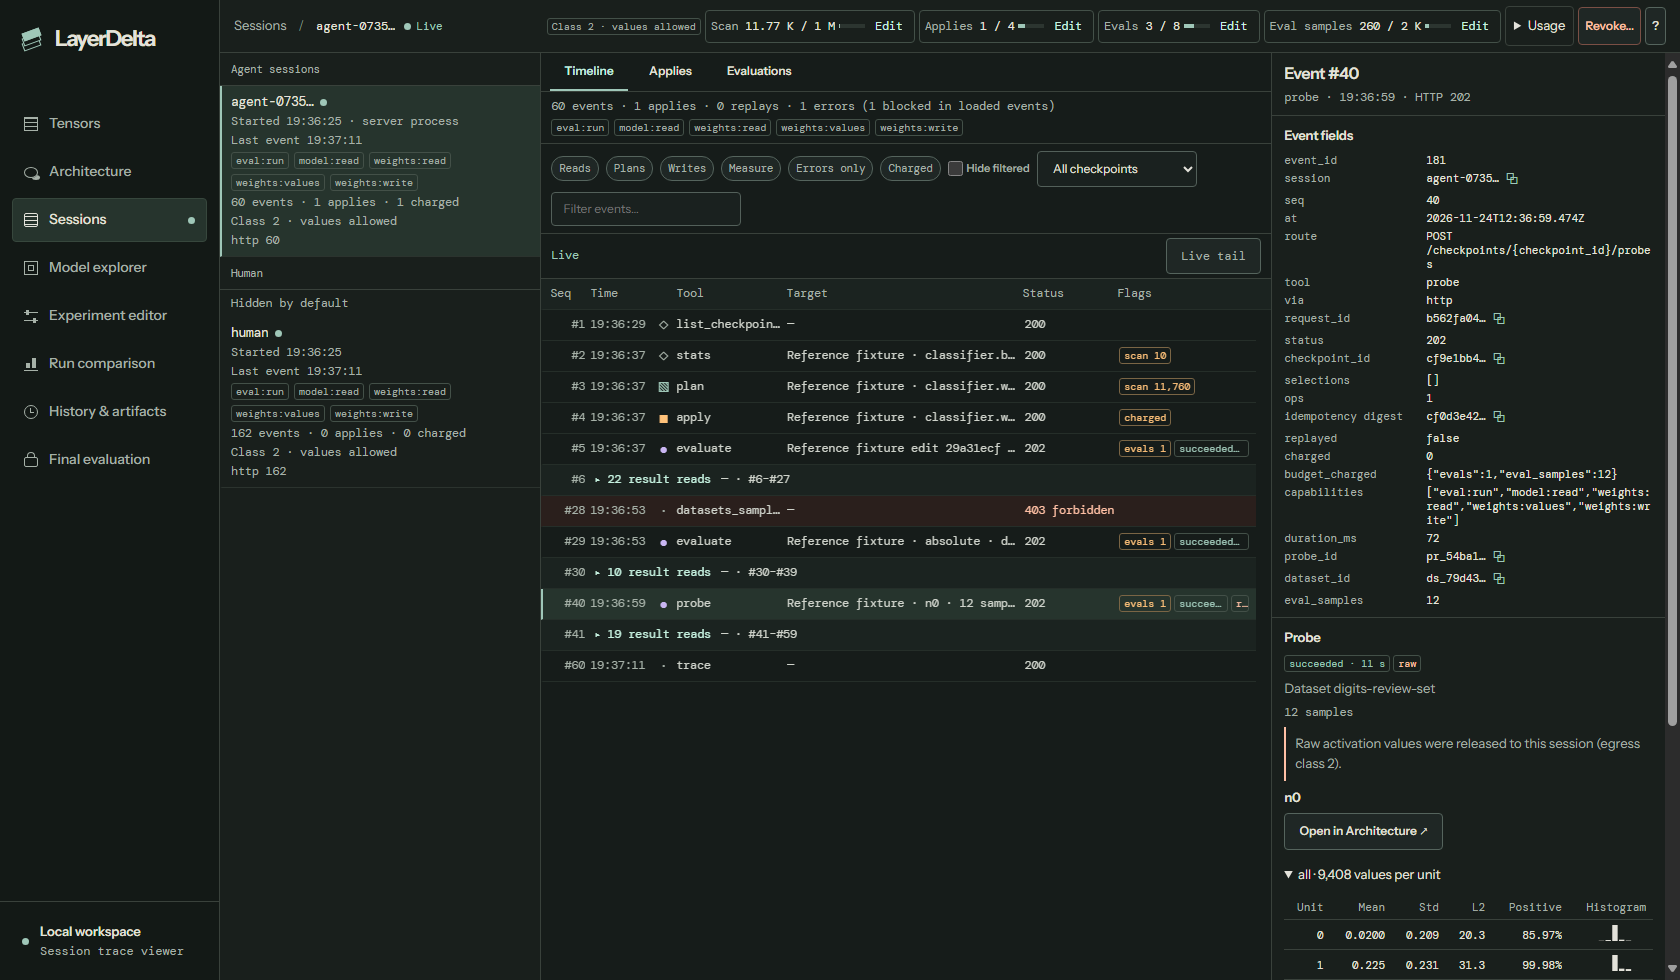 LayerDelta
Tensors
Architecture
Sessions
Model explorer
Experiment editor
Run comparison
History & artifacts
Final evaluation
Local workspace
Session trace viewer
Sessions / agent-0735… Live
Class 2 · values allowed
Scan 11.77 K / 1 M Edit
Applies 1 / 4 Edit
Evals 3 / 8 Edit
Eval samples 260 / 2 K Edit
▶ Usage
Revoke…
?
Agent sessions
agent-0735…
Started 19:36:25 · server process
Last event 19:37:11
eval:run model:read weights:read
weights:values weights:write
60 events · 1 applies · 1 charged
Class 2 · values allowed
http 60
Human
Hidden by default
human
Started 19:36:25
Last event 19:37:11
eval:run model:read weights:read
weights:values weights:write
162 events · 0 applies · 0 charged
Class 2 · values allowed
http 162
Timeline Applies Evaluations
60 events · 1 applies · 0 replays · 1 errors (1 blocked in loaded events)
eval:run model:read weights:read weights:values weights:write
Reads Plans Writes Measure Errors only Charged Hide filtered All checkpoints
Filter events…
Live Live tail
Seq Time Tool Target Status Flags
#1 19:36:29 ◇ list_checkpoin… — 200
#2 19:36:37 ◇ stats Reference fixture · classifier.b… 200 scan 10
#3 19:36:37 plan Reference fixture · classifier.w… 200 scan 11,760
#4 19:36:37 ■ apply Reference fixture · classifier.w… 200 charged
#5 19:36:37 ● evaluate Reference fixture edit 29a31ecf … 202 evals 1 succeeded…
#6 ▸ 22 result reads — · #6–#27
#28 19:36:53 · datasets_sampl… — 403 forbidden
#29 19:36:53 ● evaluate Reference fixture · absolute · d… 202 evals 1 succeeded…
#30 ▸ 10 result reads — · #30–#39
#40 19:36:59 ● probe Reference fixture · n0 · 12 samp… 202 evals 1 succee… r…
#41 ▸ 19 result reads — · #41–#59
#60 19:37:11 · trace — 200
Event #40
probe · 19:36:59 · HTTP 202
Event fields
event_id 181
session agent-0735…
seq 40
at 2026-11-24T12:36:59.474Z
route POST
/checkpoints/{checkpoint_id}/probe
s
tool probe
via http
request_id b562fa04…
status 202
checkpoint_id cf9e1bb4…
selections []
ops 1
idempotency digest cf0d3e42…
replayed false
charged 0
budget_charged {"evals":1,"eval_samples":12}
capabilities ["eval:run","model:read","weights:
read","weights:values","weights:wr
ite"]
duration_ms 72
probe_id pr_54ba1…
dataset_id ds_79d43…
eval_samples 12
Probe
succeeded · 11 s raw
Dataset digits-review-set
12 samples
Raw activation values were released to this session (egress
class 2).
n0
Open in Architecture ↗
▼ all · 9,408 values per unit
Unit Mean Std L2 Positive Histogram
0 0.0200 0.209 20.3 85.97%
1 0.225 0.231 31.3 99.98%